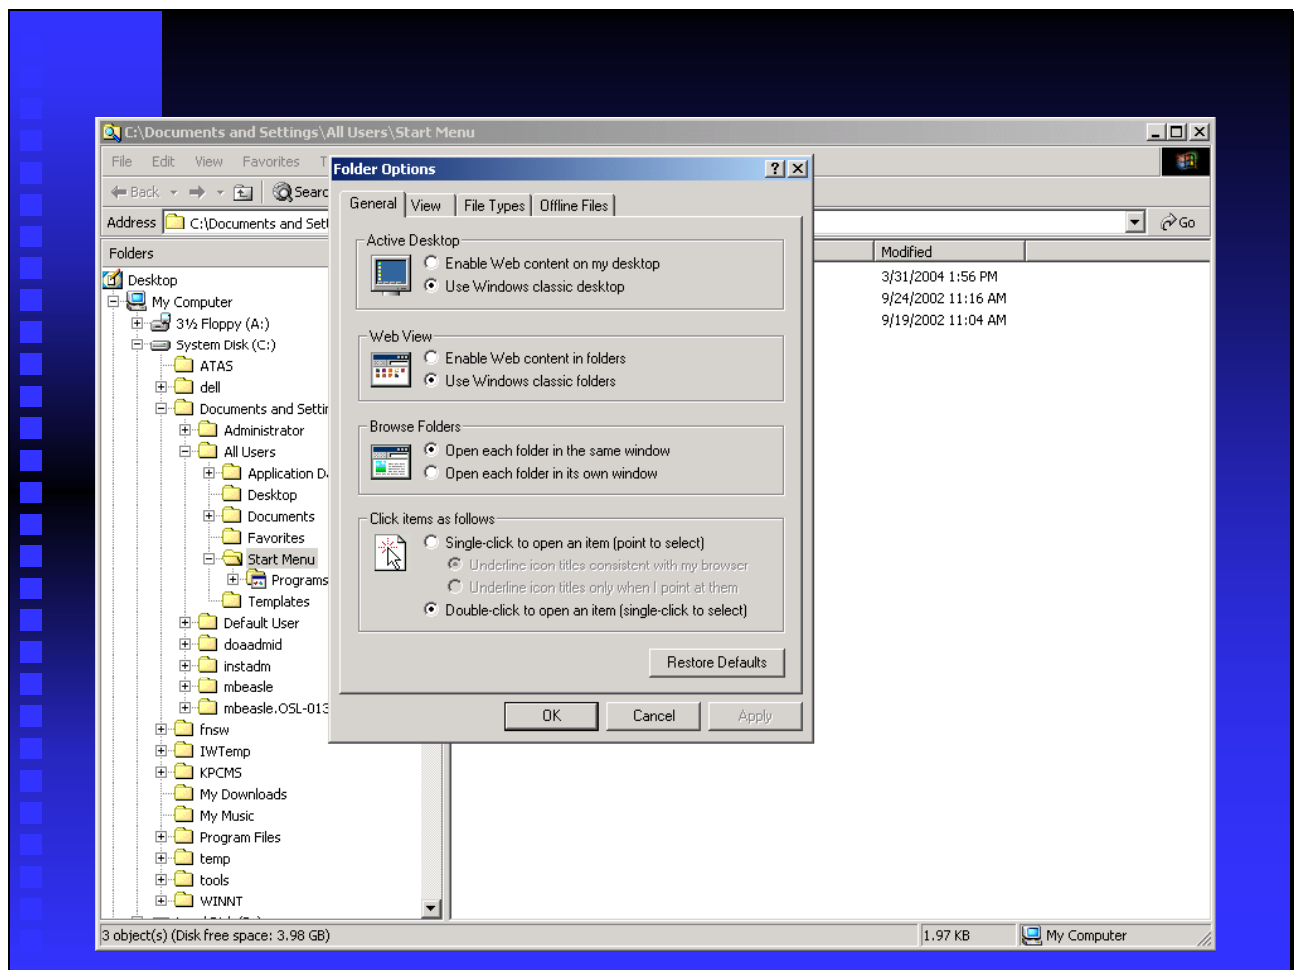 C:\Documents and Settings\All Users\Start Menu
File Edit View Favorites
Back Searc
Address C:\Documents and Set Go
Folders Modified
Folder Options
General View File Types Offline Files
Active Desktop
Enable Web content on my desktop
Use Windows classic desktop
Web View
Enable Web content in folders
Use Windows classic folders
Browse Folders
Open each folder in the same window
Open each folder in its own window
Click items as follows
Single-click to open an item (point to select)
Underline icon titles consistent with my browser
Underline icon titles only when I point at them
Double-click to open an item (single-click to select)
Restore Defaults
OK Cancel Apply
3/31/2004 1:56 PM
9/24/2002 11:16 AM
9/19/2002 11:04 AM
Desktop
My Computer
3½ Floppy (A:)
System Disk (C:)
ATAS
dell
Documents and Settin
Administrator
All Users
Application Da
Desktop
Documents
Favorites
Start Menu
Programs
Templates
Default User
doaadmid
instadm
mbeasle
mbeasle.OSL-013
fnsw
IWTemp
KPCMS
My Downloads
My Music
Program Files
temp
tools
WINNT
3 object(s) (Disk free space: 3.98 GB) 1.97 KB My Computer